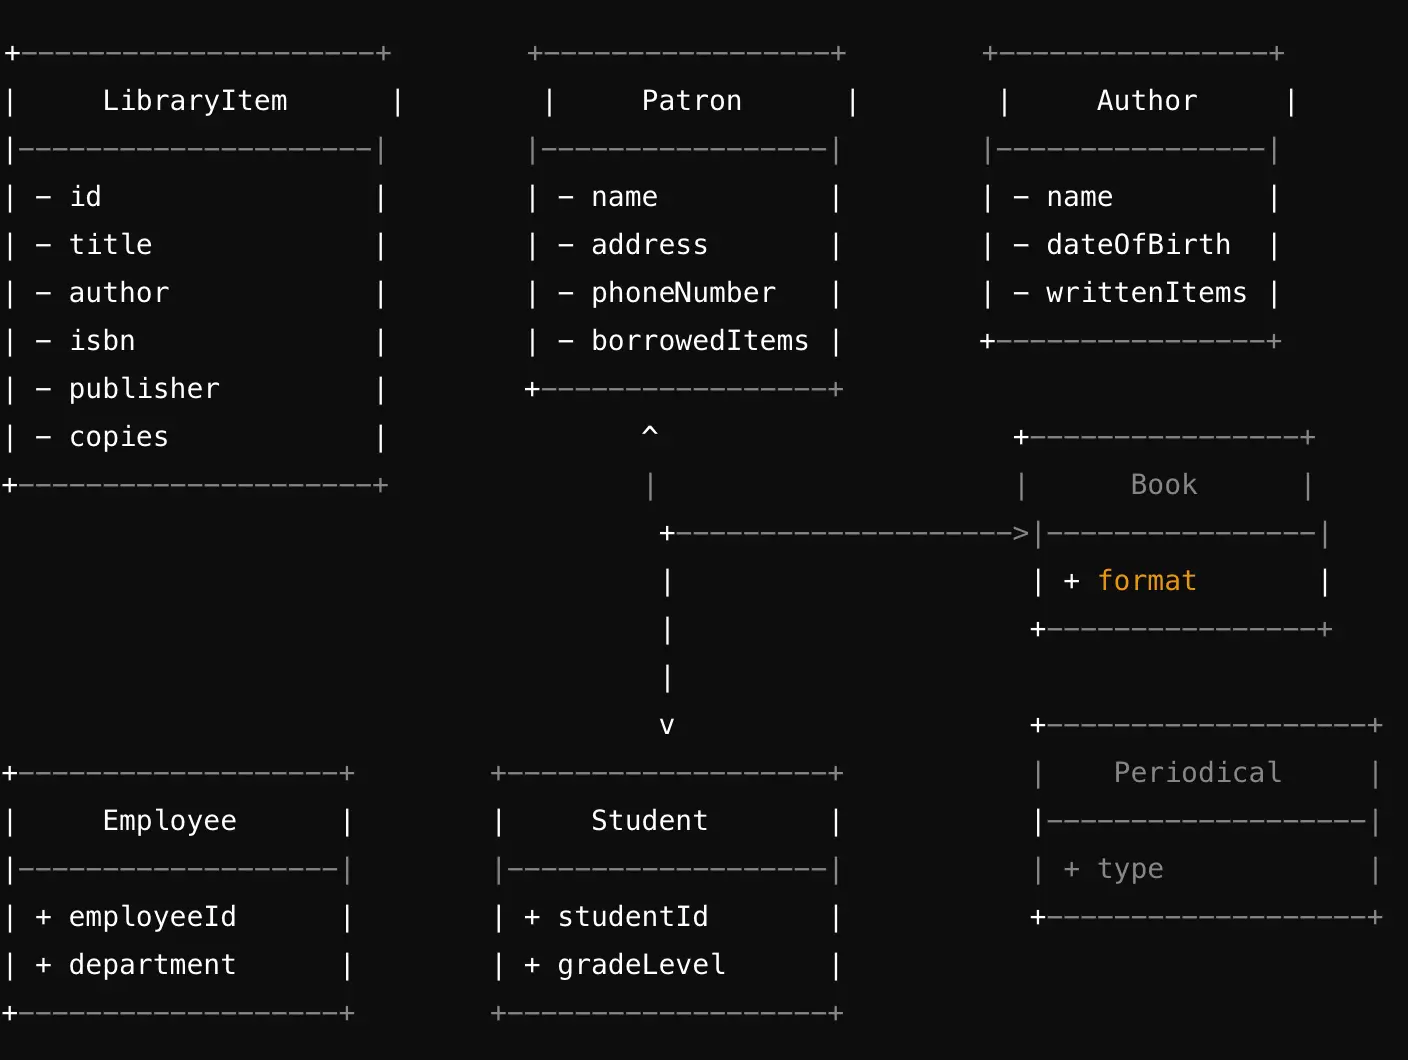 +---------------------+        +-----------------+        +----------------+
|     LibraryItem      |        |     Patron      |        |     Author     |
|---------------------|        |-----------------|        |----------------|
| - id                |        | - name          |        | - name         |
| - title             |        | - address       |        | - dateOfBirth  |
| - author            |        | - phoneNumber   |        | - writtenItems |
| - isbn              |        | - borrowedItems |        +----------------+
| - publisher         |        +-----------------+
| - copies            |               ^                     +----------------+
+---------------------+               |                     |      Book      |
                                       +-------------------->|----------------|
                                       |                     | + format       |
                                       |                     +----------------+
                                       |
                                       v                     +-------------------+
+-------------------+        +-------------------+           |    Periodical     |
|     Employee      |        |     Student       |           |-------------------|
|-------------------|        |-------------------|           | + type            |
| + employeeId      |        | + studentId       |           +-------------------+
| + department      |        | + gradeLevel      |
+-------------------+        +-------------------+